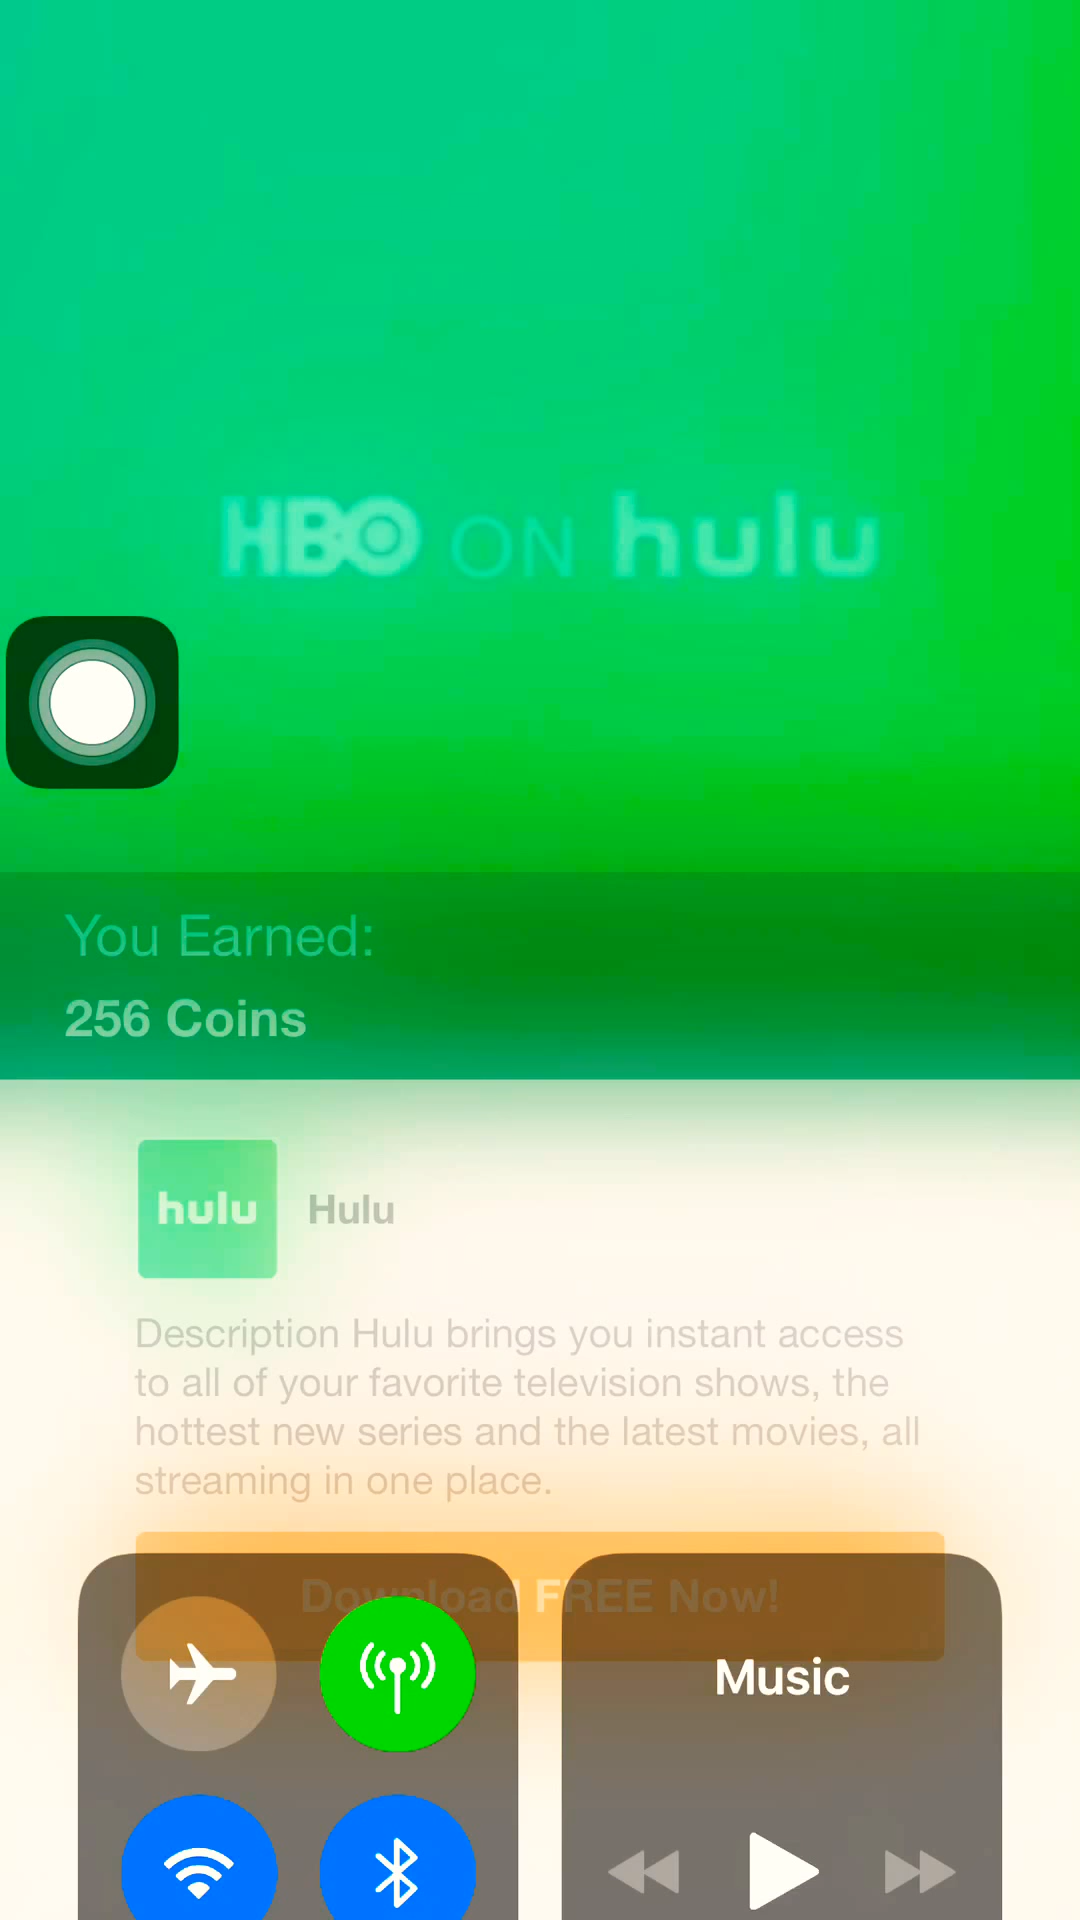 HBO ON hulu
You Earned:
256 Coins
hulu
Hulu
Description Hulu brings you instant access
to all of your favorite television shows, the
hottest new series and the latest movies, all
streaming in one place.
Download FREE Now!
Music